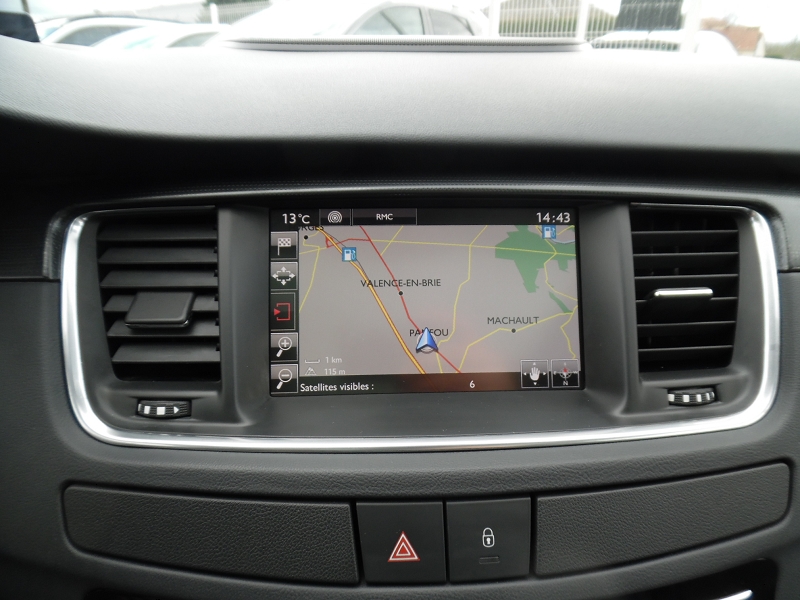 13°C RMC 14:43
VALENCE-EN-BRIE
MACHAULT
1 km
115 m
N
Satellites visibles : 6